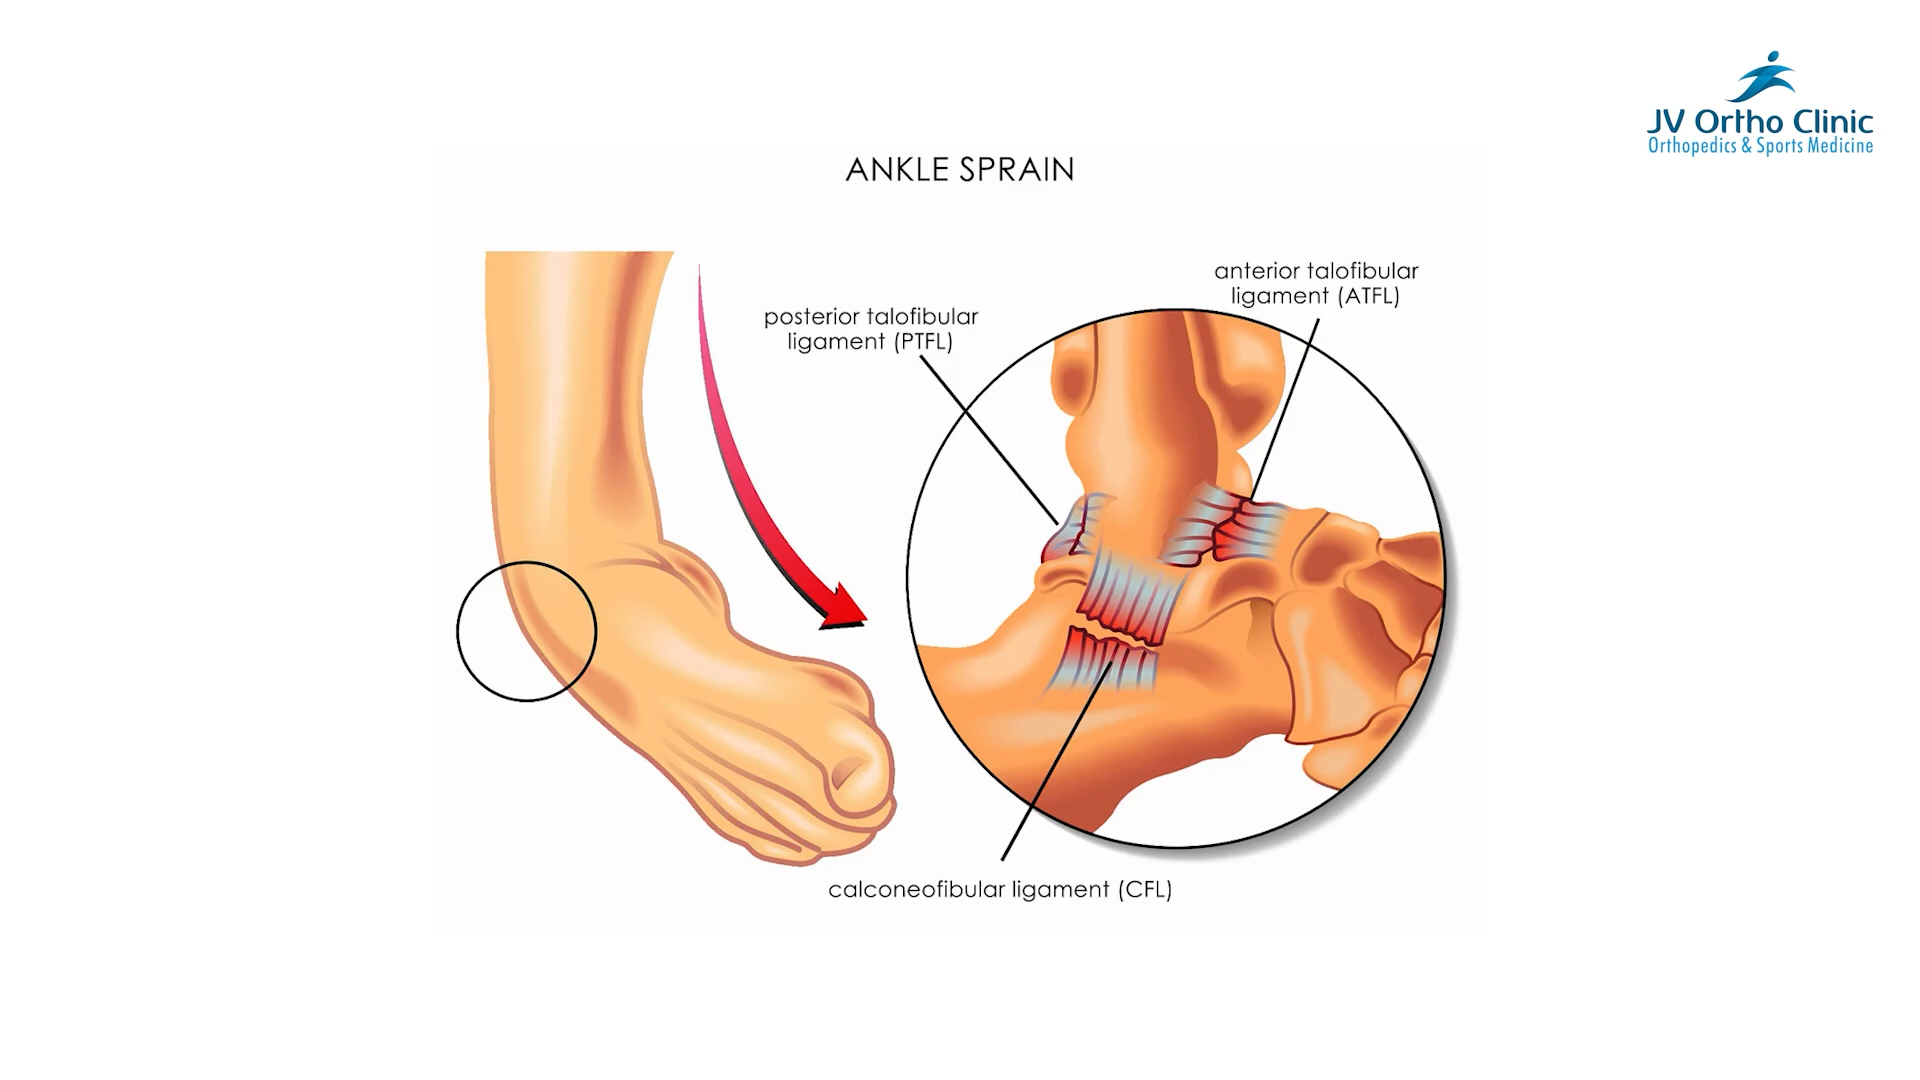 JV Ortho Clinic
Orthopedics & Sports Medicine
ANKLE SPRAIN
anterior talofibular
ligament (ATFL)
posterior talofibular
ligament (PTFL)
calconeofibular ligament (CFL)